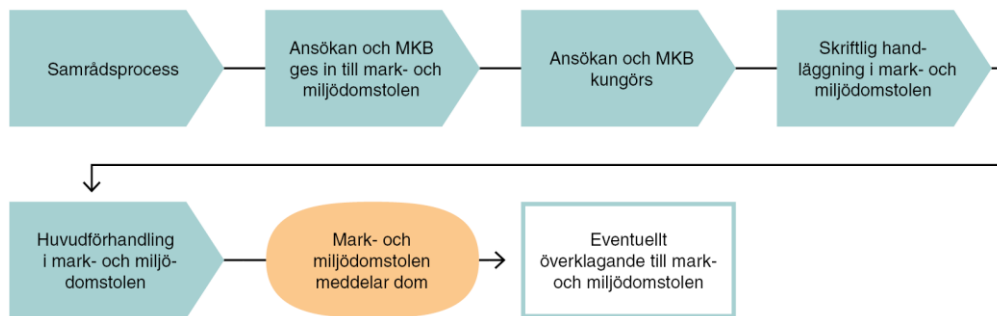 Samrådsprocess
Ansökan och MKB
ges in till mark- och
miljödomstolen
Ansökan och MKB
kungörs
Skriftlig hand-
läggning i mark- och
miljödomstolen
Huvudförhandling
i mark- och miljö-
domstolen
Mark- och
miljödomstolen
meddelar dom
Eventuellt
överklagande till mark-
och miljödomstolen